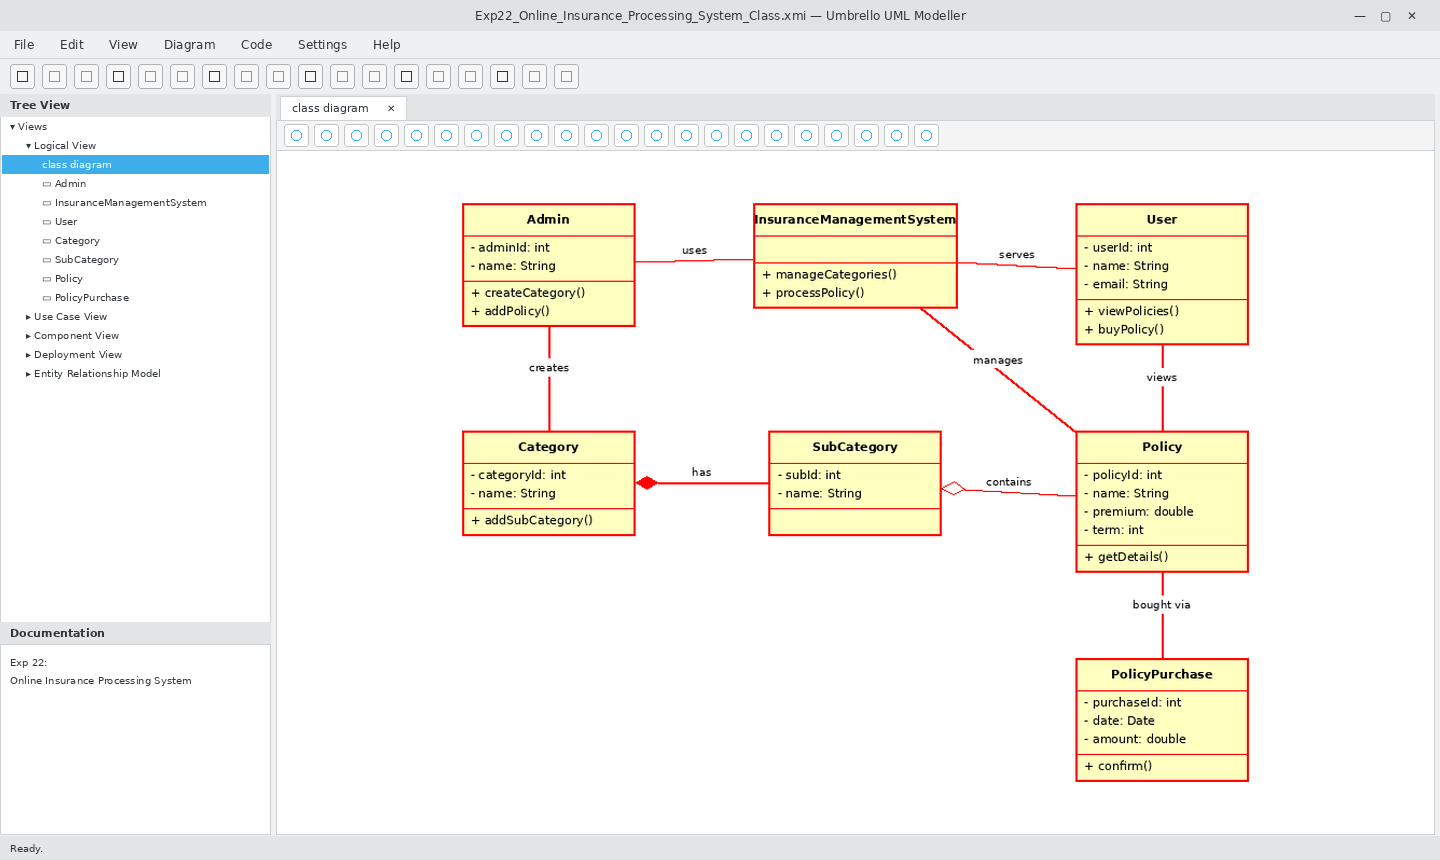 Exp22_Online_Insurance_Processing_System_Class.xmi — Umbrello UML Modeller
File Edit View Diagram Code Settings Help
Tree View
Views
Logical View
class diagram
Admin
InsuranceManagementSystem
User
Category
SubCategory
Policy
PolicyPurchase
Use Case View
Component View
Deployment View
Entity Relationship Model
Documentation
Exp 22:
Online Insurance Processing System
class diagram
Admin
- adminId: int
- name: String
+ createCategory()
+ addPolicy()
uses
InsuranceManagementSystem
+ manageCategories()
+ processPolicy()
serves
User
- userId: int
- name: String
- email: String
+ viewPolicies()
+ buyPolicy()
creates
manages
views
Category
- categoryId: int
- name: String
+ addSubCategory()
has
SubCategory
- subId: int
- name: String
contains
Policy
- policyId: int
- name: String
- premium: double
- term: int
+ getDetails()
bought via
PolicyPurchase
- purchaseId: int
- date: Date
- amount: double
+ confirm()
Ready.